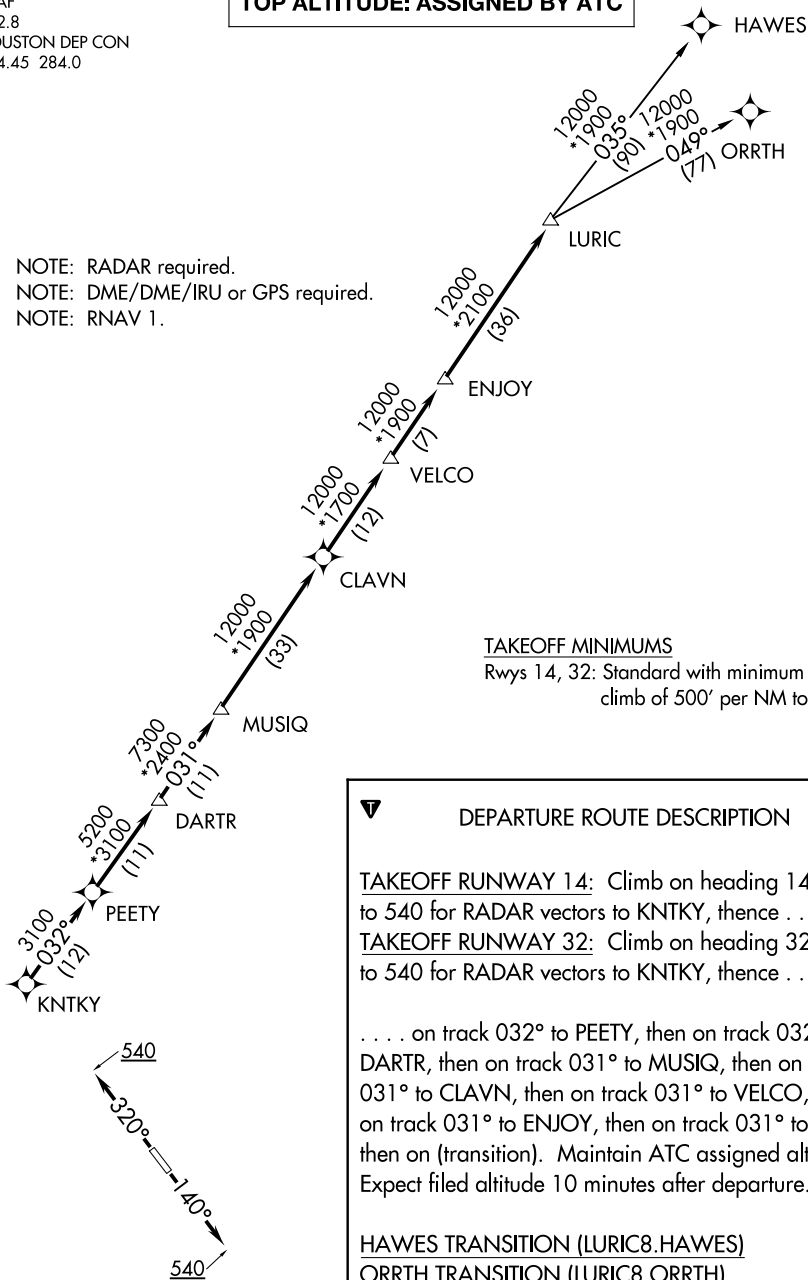 2.8
DEP CON
284.0
TOP ALTITUDE: ASSIGNED BY ATC
HAWES
12000
*1900
035°
(90)
12000
*1900
049°
(77)
ORRTH
LURIC
NOTE: RADAR required.
NOTE: DME/DME/IRU or GPS required.
NOTE: RNAV 1.
12000
*2100
(36)
ENJOY
12000
*1900
(7)
VELCO
12000
*1700
(12)
CLAVN
12000
*1900
(33)
TAKEOFF MINIMUMS
Rwys 14, 32: Standard with minimum
climb of 500' per NM to
MUSIQ
7300
*2400
031°
(11)
DARTR
5200
*3100
(11)
PEETY
3100
032°
(12)
KNTKY
T
DEPARTURE ROUTE DESCRIPTION
TAKEOFF RUNWAY 14: Climb on heading 14
to 540 for RADAR vectors to KNTKY, thence . .
TAKEOFF RUNWAY 32: Climb on heading 32
to 540 for RADAR vectors to KNTKY, thence . .
. . . . on track 032° to PEETY, then on track 032
DARTR, then on track 031° to MUSIQ, then on
031° to CLAVN, then on track 031° to VELCO,
on track 031° to ENJOY, then on track 031° to
then on (transition). Maintain ATC assigned alt
Expect filed altitude 10 minutes after departure.
HAWES TRANSITION (LURIC8.HAWES)
ORRTH TRANSITION (LURIC8.ORRTH)
540
320°
140°
540